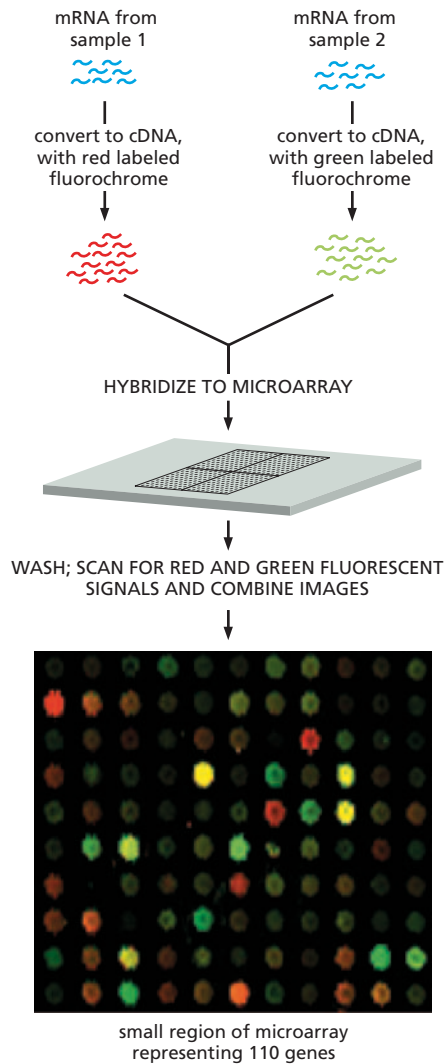 mRNA from
sample 1
mRNA from
sample 2
convert to cDNA,
with red labeled
fluorochrome
convert to cDNA,
with green labeled
fluorochrome
HYBRIDIZE TO MICROARRAY
WASH; SCAN FOR RED AND GREEN FLUORESCENT
SIGNALS AND COMBINE IMAGES
small region of microarray
representing 110 genes